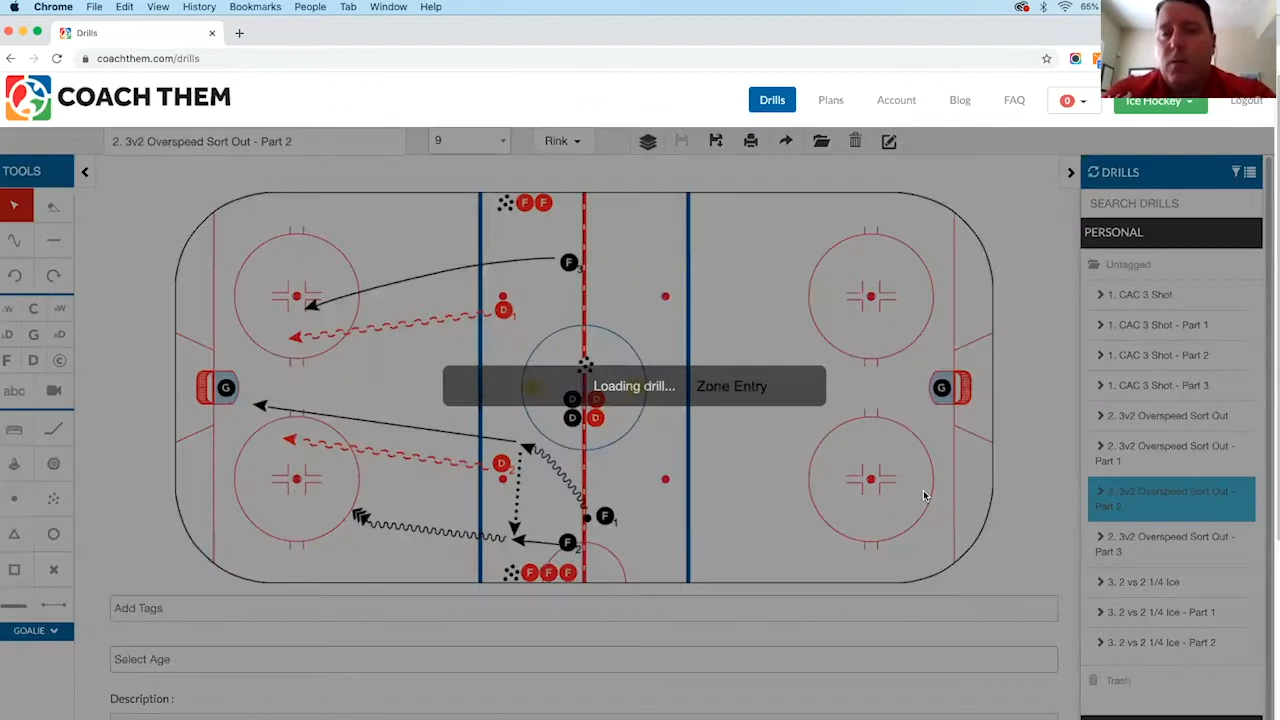 Chrome File Edit View History Bookmarks People Tab Window Help 65%
Drills
coachthem.com/drills
COACH THEM Drills Plans Account Blog FAQ 0 Ice Hockey Logout
2. 3v2 Overspeed Sort Out - Part 2 9 Rink
TOOLS
DRILLS
SEARCH DRILLS
PERSONAL
Untagged
1. CAC 3 Shot
1. CAC 3 Shot - Part 1
1. CAC 3 Shot - Part 2
1. CAC 3 Shot - Part 3
2. 3v2 Overspeed Sort Out
2. 3v2 Overspeed Sort Out -
Part 1
2. 3v2 Overspeed Sort Out -
Part 2
2. 3v2 Overspeed Sort Out -
Part 3
3. 2 vs 2 1/4 Ice
3. 2 vs 2 1/4 Ice - Part 1
3. 2 vs 2 1/4 Ice - Part 2
Trash
W C W
D G D
F D C
abc
GOALIE
F F
F 3
D 1
G Loading drill... Zone Entry G
D D
D D
D 2
F 1
F 2
F F F
Add Tags
Select Age
Description :